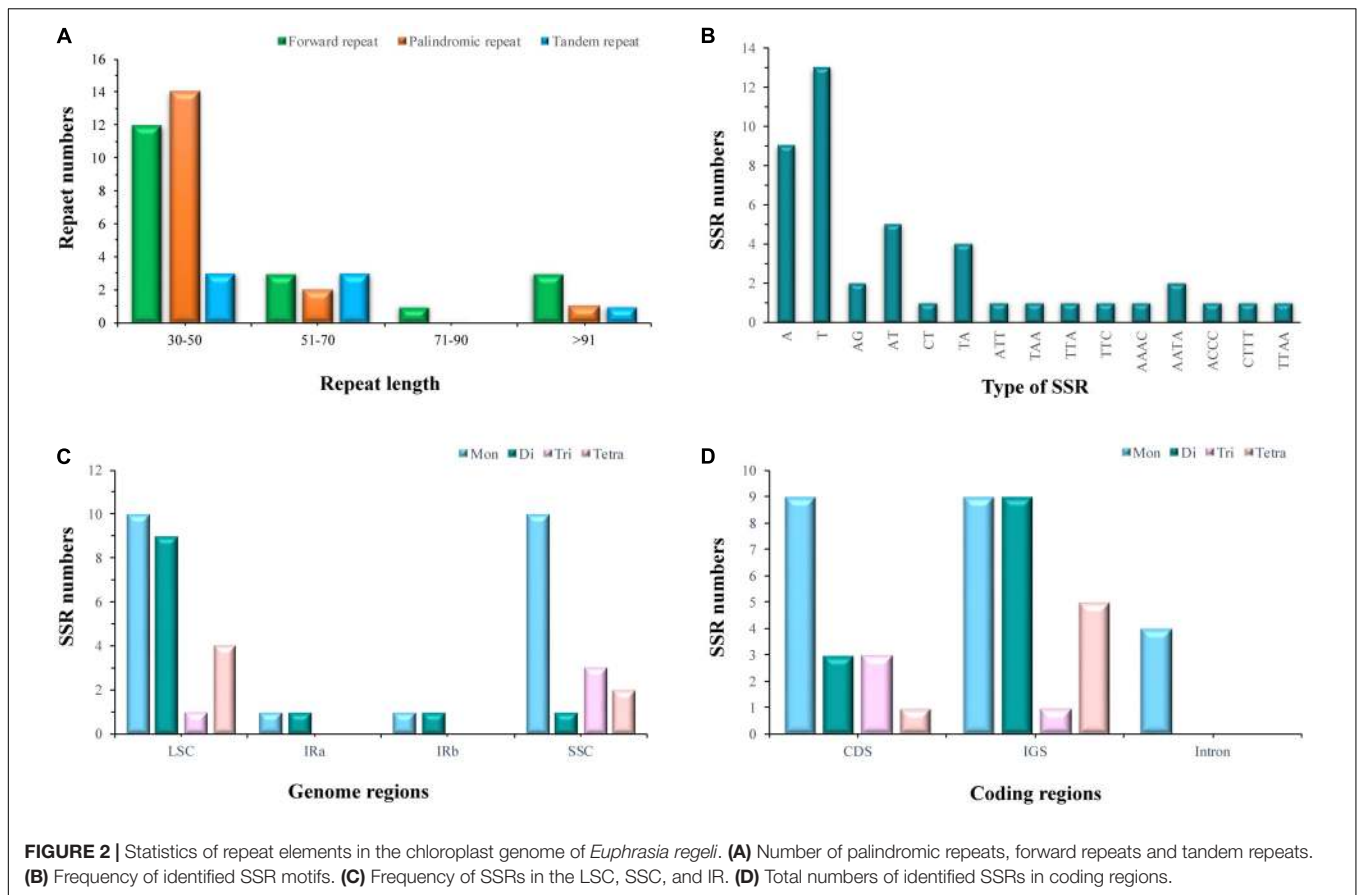 A
Forward repeat Palindromic repeat Tandem repeat
16
14
12
10
8
6
4
2
0
Repaet numbers
30-50 51-70 71-90 >91
Repeat length
B
14
12
10
8
6
4
2
0
SSR numbers
A T AG AT CT TA ATT TAA TTA TTC AAAC AATA ACCC CTTT TTAA
Type of SSR
C
Mon Di Tri Tetra
12
10
8
6
4
2
0
SSR numbers
LSC IRa IRb SSC
Genome regions
D
Mon Di Tri Tetra
10
9
8
7
6
5
4
3
2
1
0
SSR numbers
CDS IGS Intron
Coding regions
FIGURE 2 | Statistics of repeat elements in the chloroplast genome of Euphrasia regeli. (A) Number of palindromic repeats, forward repeats and tandem repeats.
(B) Frequency of identified SSR motifs. (C) Frequency of SSRs in the LSC, SSC, and IR. (D) Total numbers of identified SSRs in coding regions.